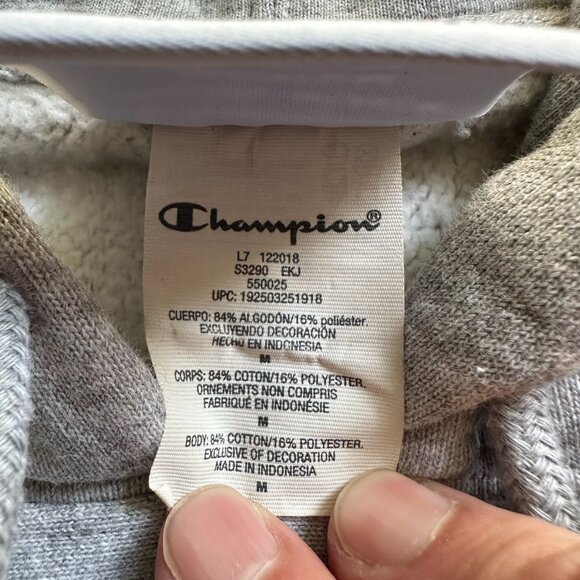 Champion®
L7 122018
S3290 EKJ
550025
UPC: 192503251918
CUERPO: 84% ALGODÓN/16% poliéster.
EXCLUYENDO DECORACIÓN
HECHO EN INDONESIA
M
CORPS: 84% COTON/16% POLYESTER.
ORNEMENTS NON COMPRIS
FABRIQUÉ EN INDONÉSIE
M
BODY: 84% COTTON/16% POLYESTER.
EXCLUSIVE OF DECORATION
MADE IN INDONESIA
M